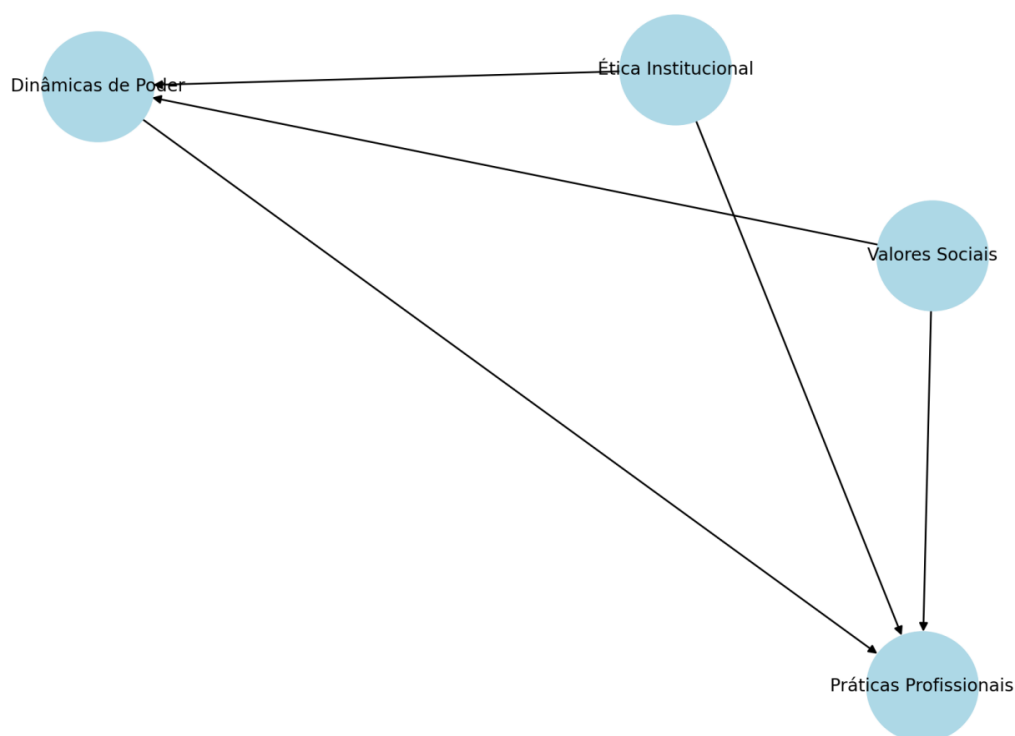 Ética Institucional
Dinâmicas de Poder
Valores Sociais
Práticas Profissionais